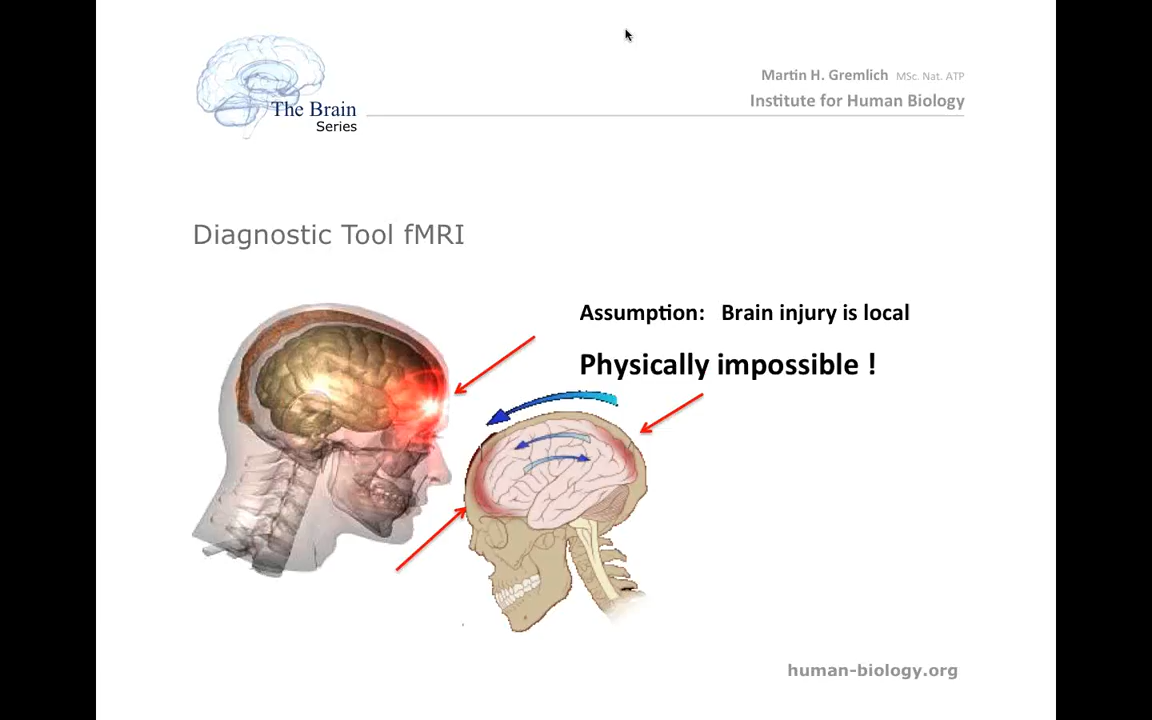 The Brain
Series
Martin H. Gremlich MSc. Nat. ATP
Institute for Human Biology
Diagnostic Tool fMRI
Assumption: Brain injury is local
Physically impossible !
human-biology.org